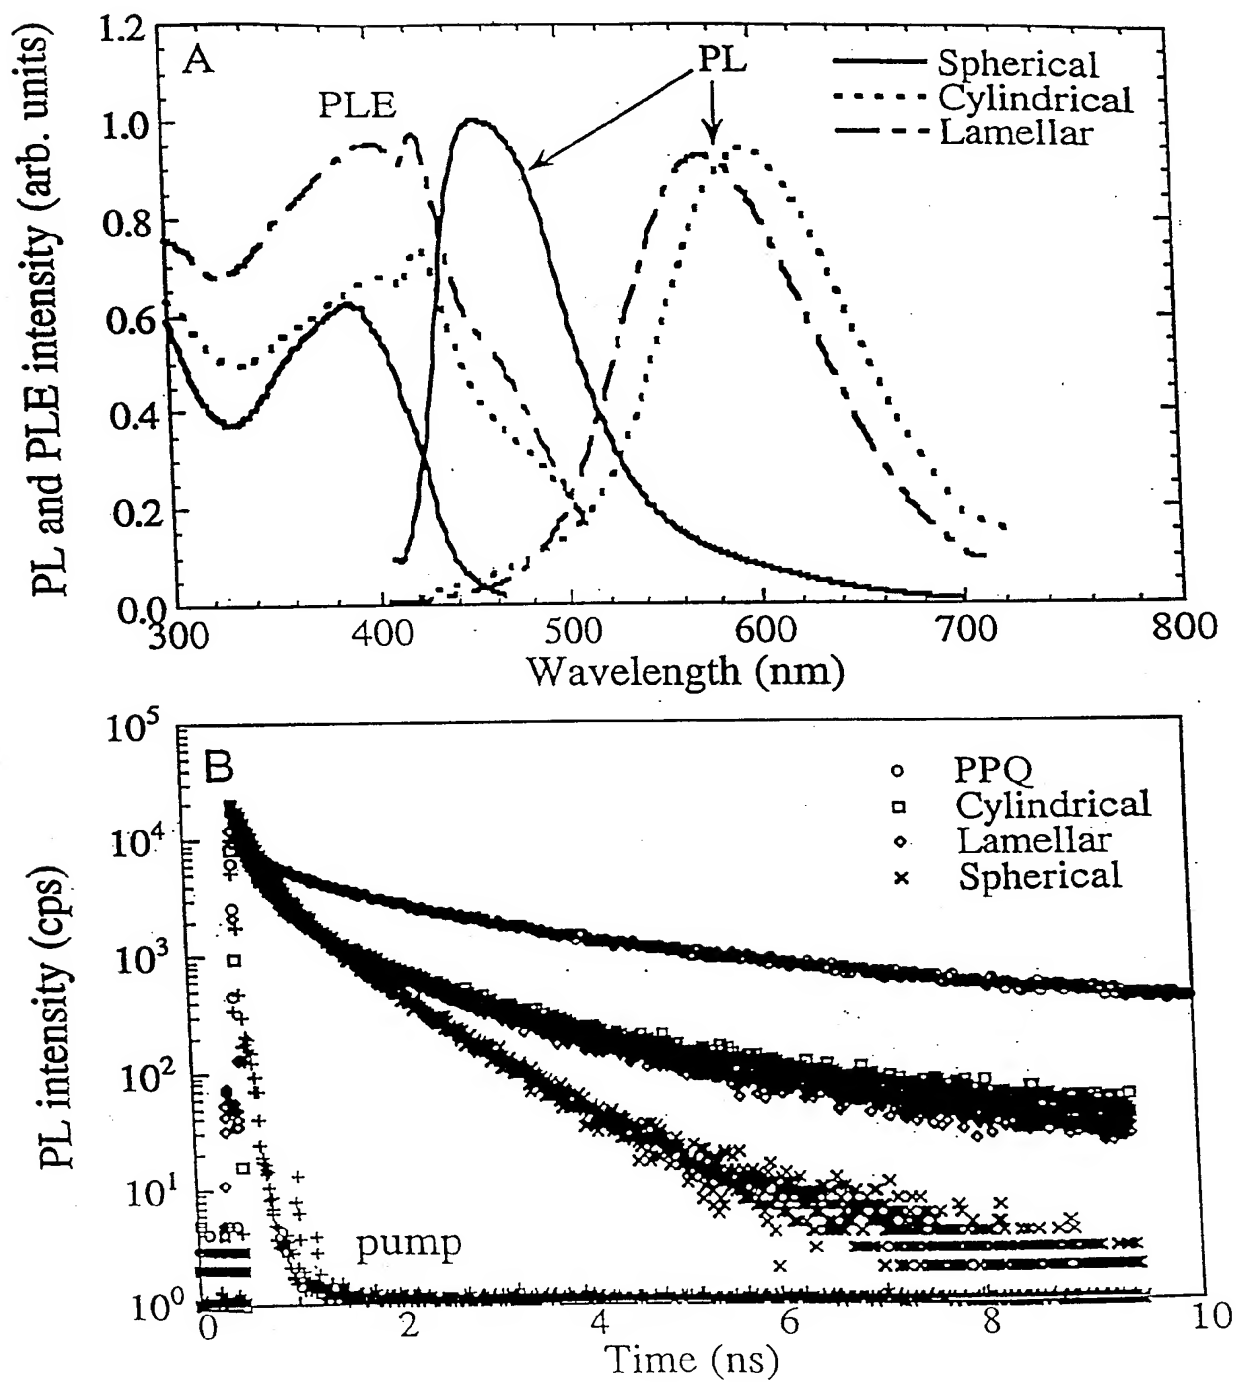 1.2
A
PL
Spherical
Cylindrical
Lamellar
PLE
1.0
0.8
0.6
0.4
0.2
0.0
PL and PLE intensity (arb. units)
300 400 500 600 700 800
Wavelength (nm)
10^5
B
PPQ
Cylindrical
Lamellar
Spherical
10^4
10^3
10^2
10^1
pump
10^0
PL intensity (cps)
0 2 4 6 8 10
Time (ns)